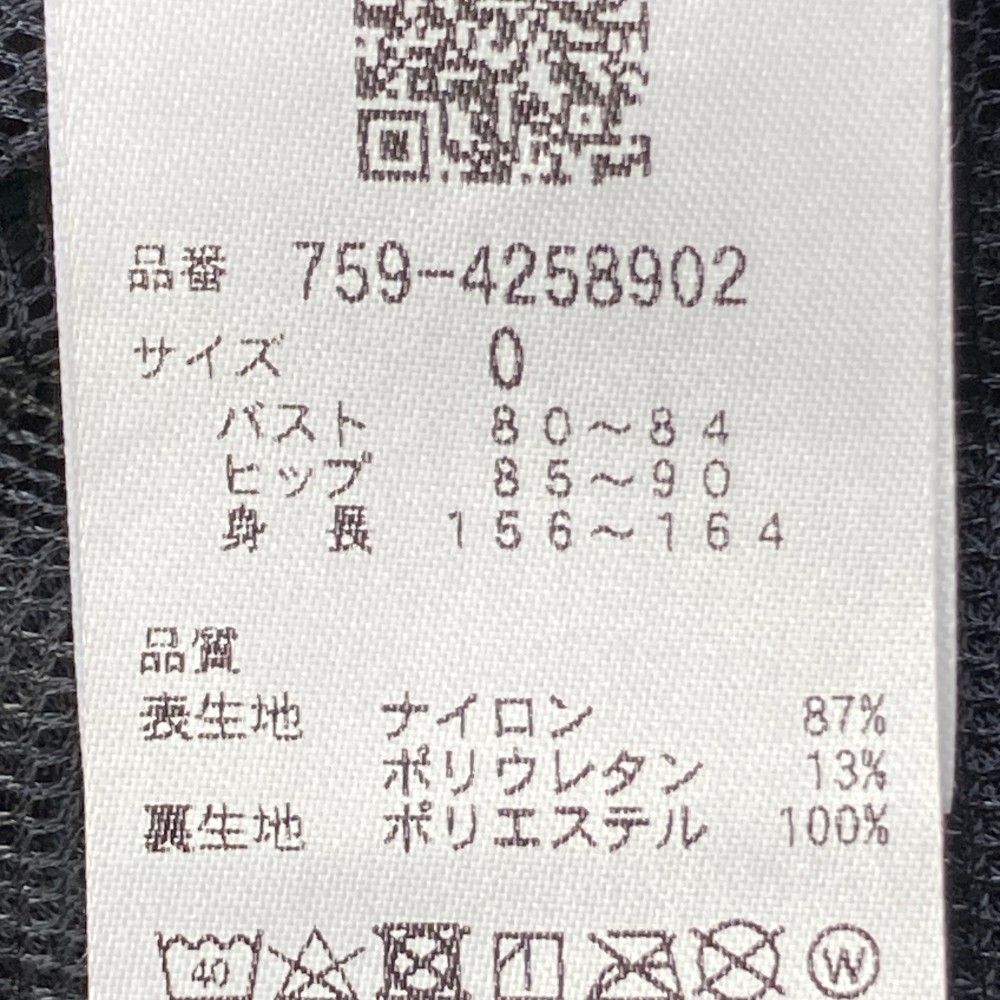 品番 759-4258902
サイズ 0
バスト 80～84
ヒップ 85～90
身長 156～164
品質
表生地 ナイロン 87%
ポリウレタン 13%
裏生地 ポリエステル 100%
40 W